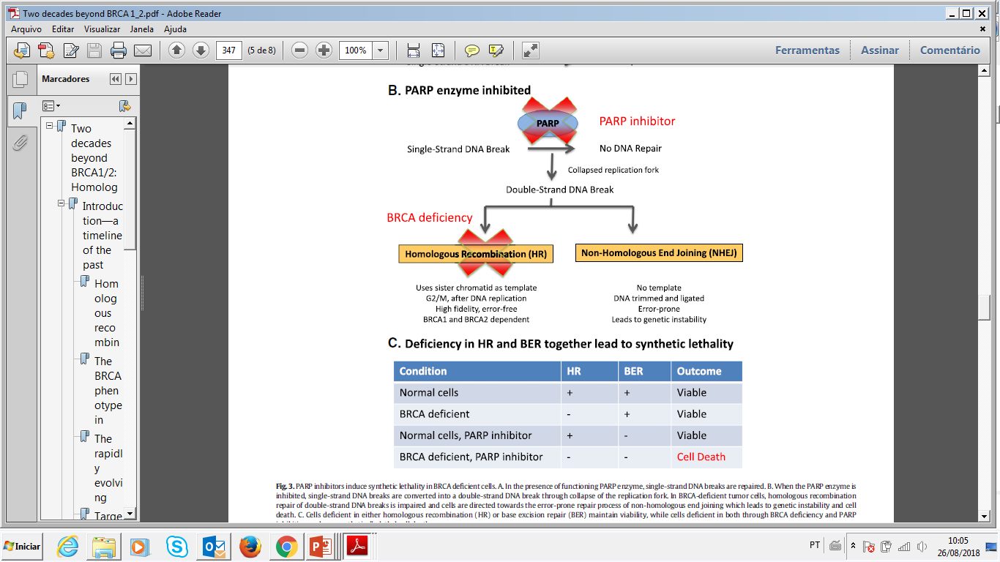 Two decades beyond BRCA 1_2.pdf - Adobe Reader
Arquivo Editar Visualizar Janela Ajuda
347 (5 de 8) 100% Ferramentas Assinar Comentário
Marcadores
Two
decades
beyond
BRCA1/2:
Homolog
Introduc
tion—a
timeline
of the
past
Hom
olog
ous
reco
mbin
The
BRCA
phen
otype
in
The
rapidl
y
evolvi
ng
Targe
B. PARP enzyme inhibited
PARP
PARP inhibitor
Single-Strand DNA Break No DNA Repair
Collapsed replication fork
Double-Strand DNA Break
BRCA deficiency
Homologous Recombination (HR)
Non-Homologous End Joining (NHEJ)
Uses sister chromatid as template
G2/M, after DNA replication
High fidelity, error-free
BRCA1 and BRCA2 dependent
No template
DNA trimmed and ligated
Error-prone
Leads to genetic instability
C. Deficiency in HR and BER together lead to synthetic lethality
Condition HR BER Outcome
Normal cells + + Viable
BRCA deficient - + Viable
Normal cells, PARP inhibitor + - Viable
BRCA deficient, PARP inhibitor - - Cell Death
Fig. 3. PARP inhibitors induce synthetic lethality in BRCA deficient cells. A. In the presence of functioning PARP enzyme, single-strand DNA breaks are repaired. B. When the PARP enzyme is
inhibited, single-strand DNA breaks are converted into a double-strand DNA break through collapse of the replication fork. In BRCA-deficient tumor cells, homologous recombination
repair of double-strand DNA breaks is impaired and cells are directed towards the error-prone repair process of non-homologous end joining which leads to genetic instability and cell
death. C. Cells deficient in either homologous recombination (HR) or base excision repair (BER) maintain viability, while cells deficient in both through BRCA deficiency and PARP
Iniciar
PT
10:05
26/08/2018